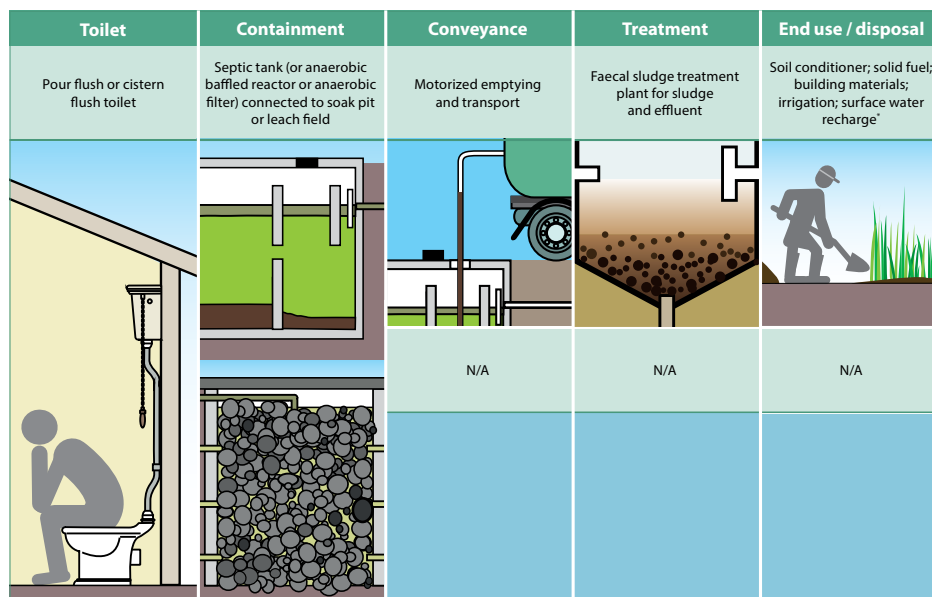 Toilet
Containment
Conveyance
Treatment
End use / disposal
Pour flush or cistern
flush toilet
Septic tank (or anaerobic
baffled reactor or anaerobic
filter) connected to soak pit
or leach field
Motorized emptying
and transport
Faecal sludge treatment
plant for sludge
and effluent
Soil conditioner; solid fuel;
building materials;
irrigation; surface water
recharge*
N/A
N/A
N/A